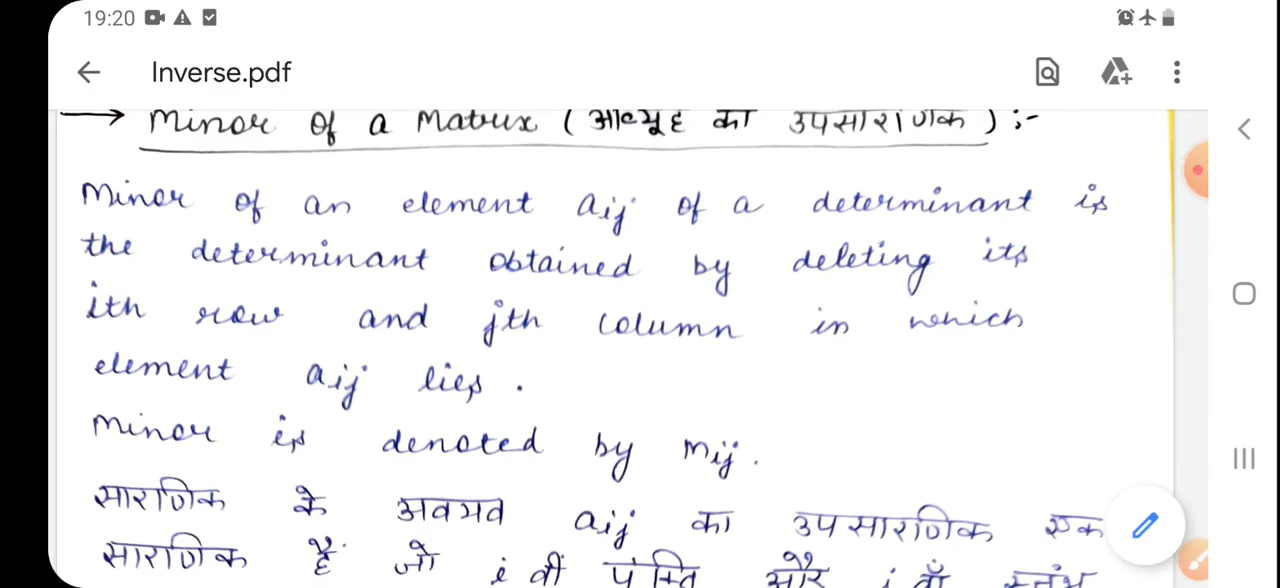 19:20
Inverse.pdf
→ Minor of a Matrix ( आव्यूह का उपसारणिक ) :-
Minor of an element aij of a determinant is
the determinant obtained by deleting its
ith row and jth column in which
element aij lies .
Minor is denoted by Mij .
सारणिक के अवयव aij का उपसारणिक एक
सारणिक है जो i वीं पंक्ति और j वाँ स्तंभ